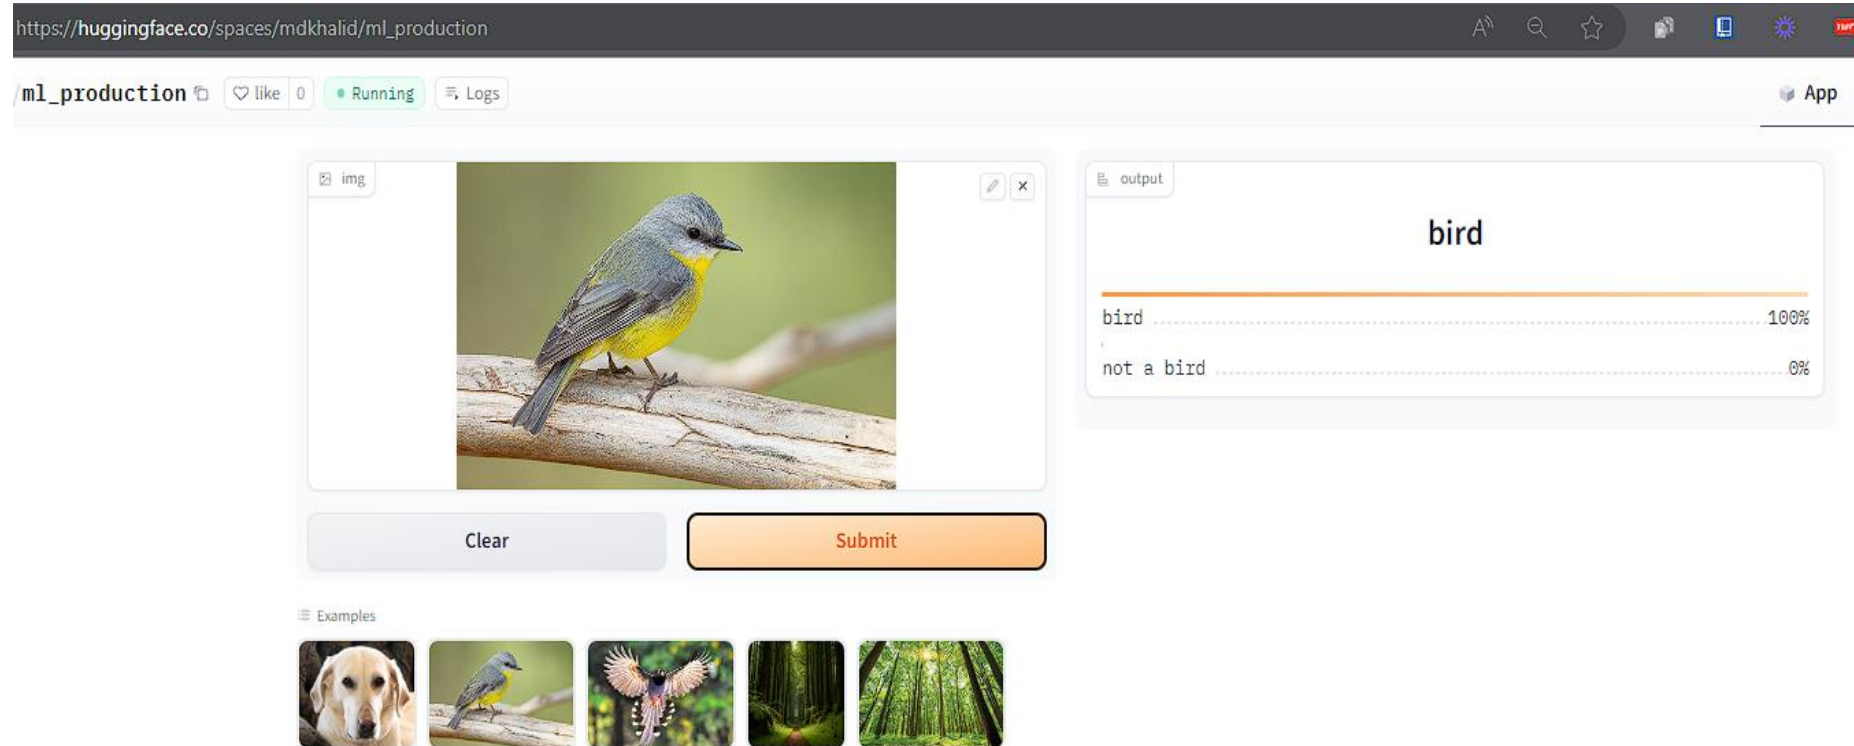 https://huggingface.co/spaces/mdkhalid/ml_production
/ml_production like 0 Running Logs
App
img
output
bird
bird 100%
not a bird 0%
Clear
Submit
Examples